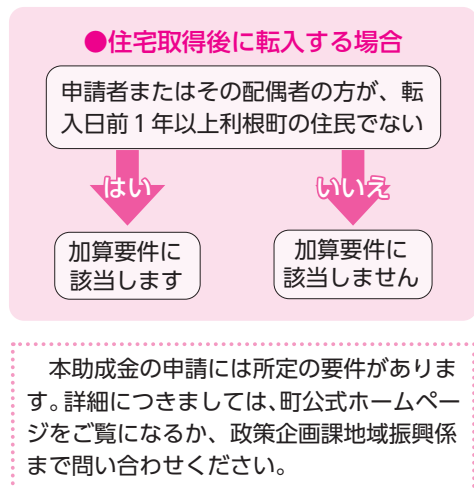 ●住宅取得後に転入する場合
申請者またはその配偶者の方が、転
入日前１年以上利根町の住民でない
はい
いいえ
加算要件に
該当します
加算要件に
該当しません
本助成金の申請には所定の要件がありま
す。詳細につきましては、町公式ホームペー
ジをご覧になるか、政策企画課地域振興係
まで問い合わせください。